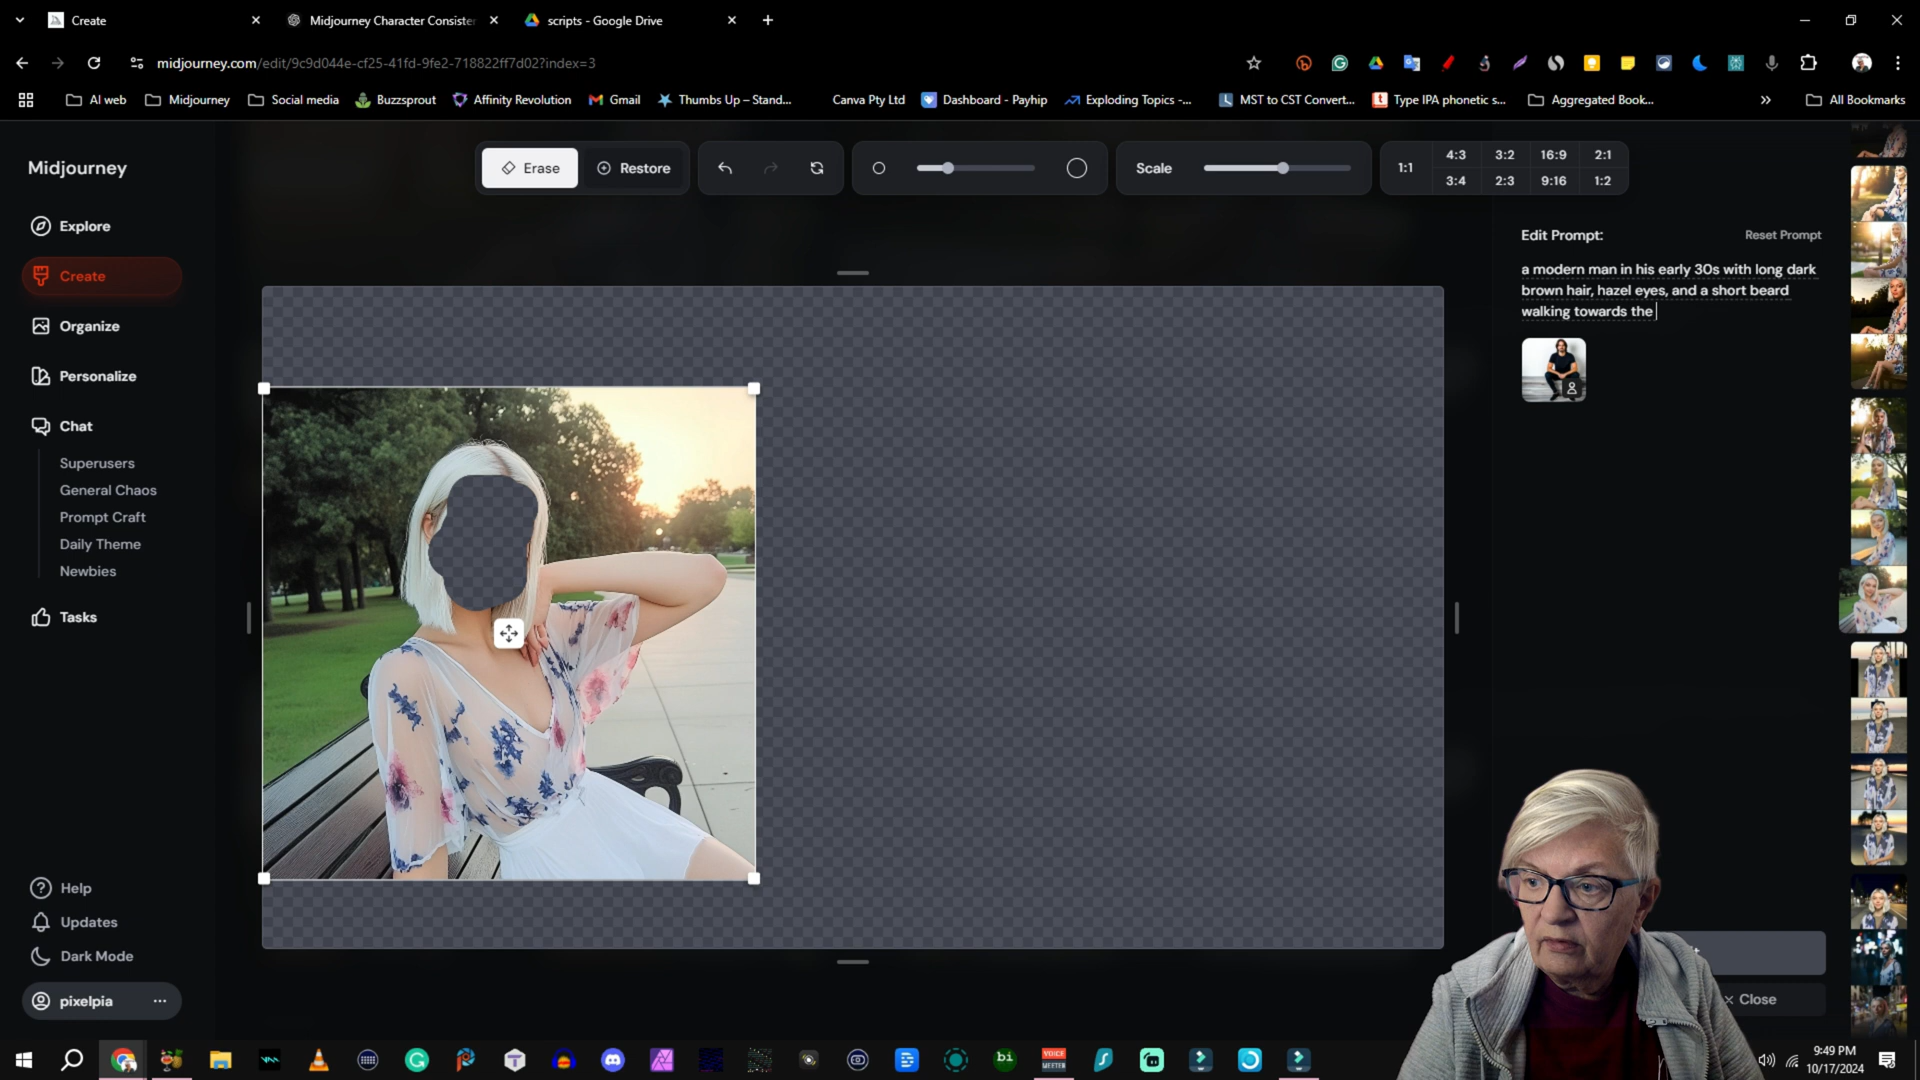 Create
Midjourney Character Consister
scripts - Google Drive
midjourney.com/edit/9c9d044e-cf25-41fd-9fe2-718822ff7d02?index=3
AI web
Midjourney
Social media
Buzzsprout
Affinity Revolution
Gmail
Thumbs Up – Stand...
Canva Pty Ltd
Dashboard - Payhip
Exploding Topics -...
MST to CST Convert...
Type IPA phonetic s...
Aggregated Book...
All Bookmarks
Midjourney
Erase
Restore
Scale
1:1
4:3 3:2 16:9 2:1
3:4 2:3 9:16 1:2
Explore
Create
Organize
Personalize
Chat
Superusers
General Chaos
Prompt Craft
Daily Theme
Newbies
Tasks
Edit Prompt:
Reset Prompt
a modern man in his early 30s with long dark
brown hair, hazel eyes, and a short beard
walking towards the
Help
Updates
Dark Mode
pixelpia
Close
bi
VOICE
MEETER
9:49 PM
10/17/2024